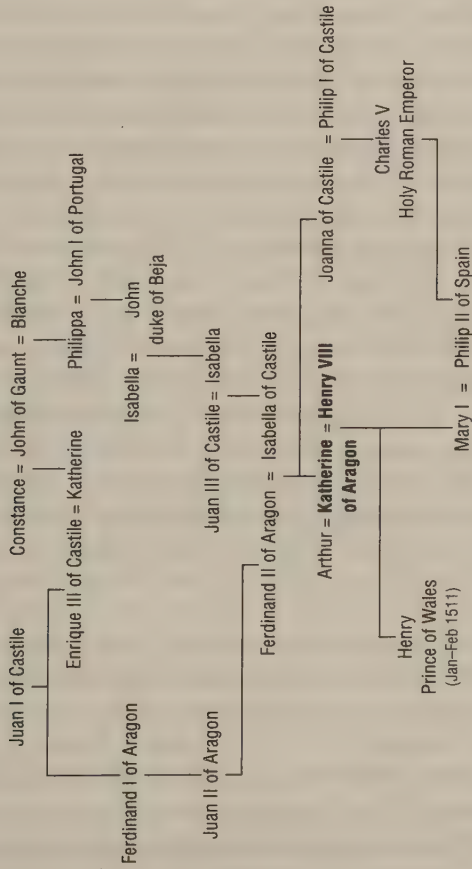 Constance = John of Gaunt = Blanche
Juan I of Castile
Philippa = John I of Portugal
Enrique III of Castile = Katherine
Isabella = John
duke of Beja
Ferdinand I of Aragon
Juan III of Castile = Isabella
Juan II of Aragon
Ferdinand II of Aragon = Isabella of Castile
Arthur = Katherine = Henry VIII
of Aragon
Joanna of Castile = Philip I of Castile
Charles V
Holy Roman Emperor
Henry
Prince of Wales
(Jan–Feb 1511)
Mary I = Philip II of Spain